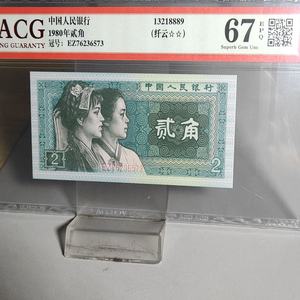 ACG
NG GUARANTY
中国人民银行
1980年贰角
冠号: EZ76236573
13218889
(纤云☆☆)
67 EPQ
Superb Gem Unc
中国人民银行
贰角
2
2